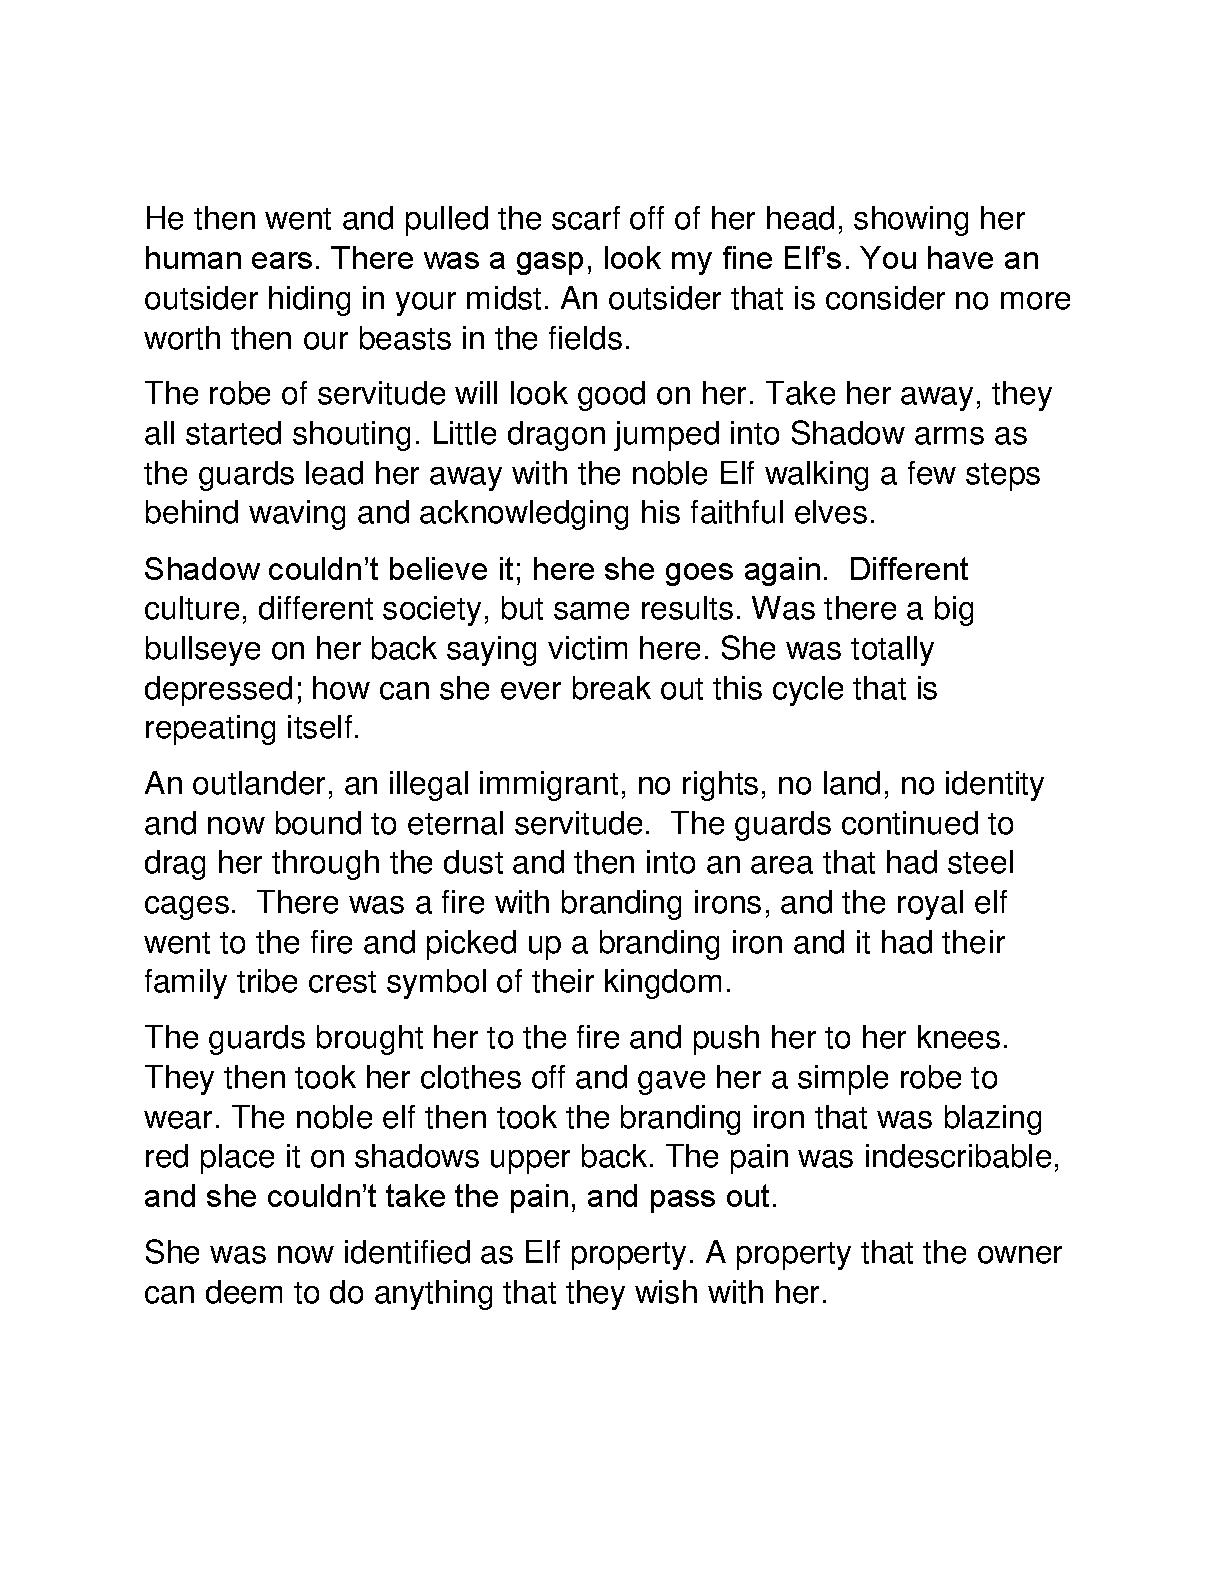 He then went and pulled the scarf off of her head, showing her
human ears. There was a gasp, look my fine Elf’s. You have an
outsider hiding in your midst. An outsider that is consider no more
worth then our beasts in the fields.
The robe of servitude will look good on her. Take her away, they
all started shouting. Little dragon jumped into Shadow arms as
the guards lead her away with the noble Elf walking a few steps
behind waving and acknowledging his faithful elves.
Shadow couldn’t believe it; here she goes again.  Different
culture, different society, but same results. Was there a big
bullseye on her back saying victim here. She was totally
depressed; how can she ever break out this cycle that is
repeating itself.
An outlander, an illegal immigrant, no rights, no land, no identity
and now bound to eternal servitude.  The guards continued to
drag her through the dust and then into an area that had steel
cages.  There was a fire with branding irons, and the royal elf
went to the fire and picked up a branding iron and it had their
family tribe crest symbol of their kingdom.
The guards brought her to the fire and push her to her knees.
They then took her clothes off and gave her a simple robe to
wear. The noble elf then took the branding iron that was blazing
red place it on shadows upper back. The pain was indescribable,
and she couldn’t take the pain, and pass out.
She was now identified as Elf property. A property that the owner
can deem to do anything that they wish with her.